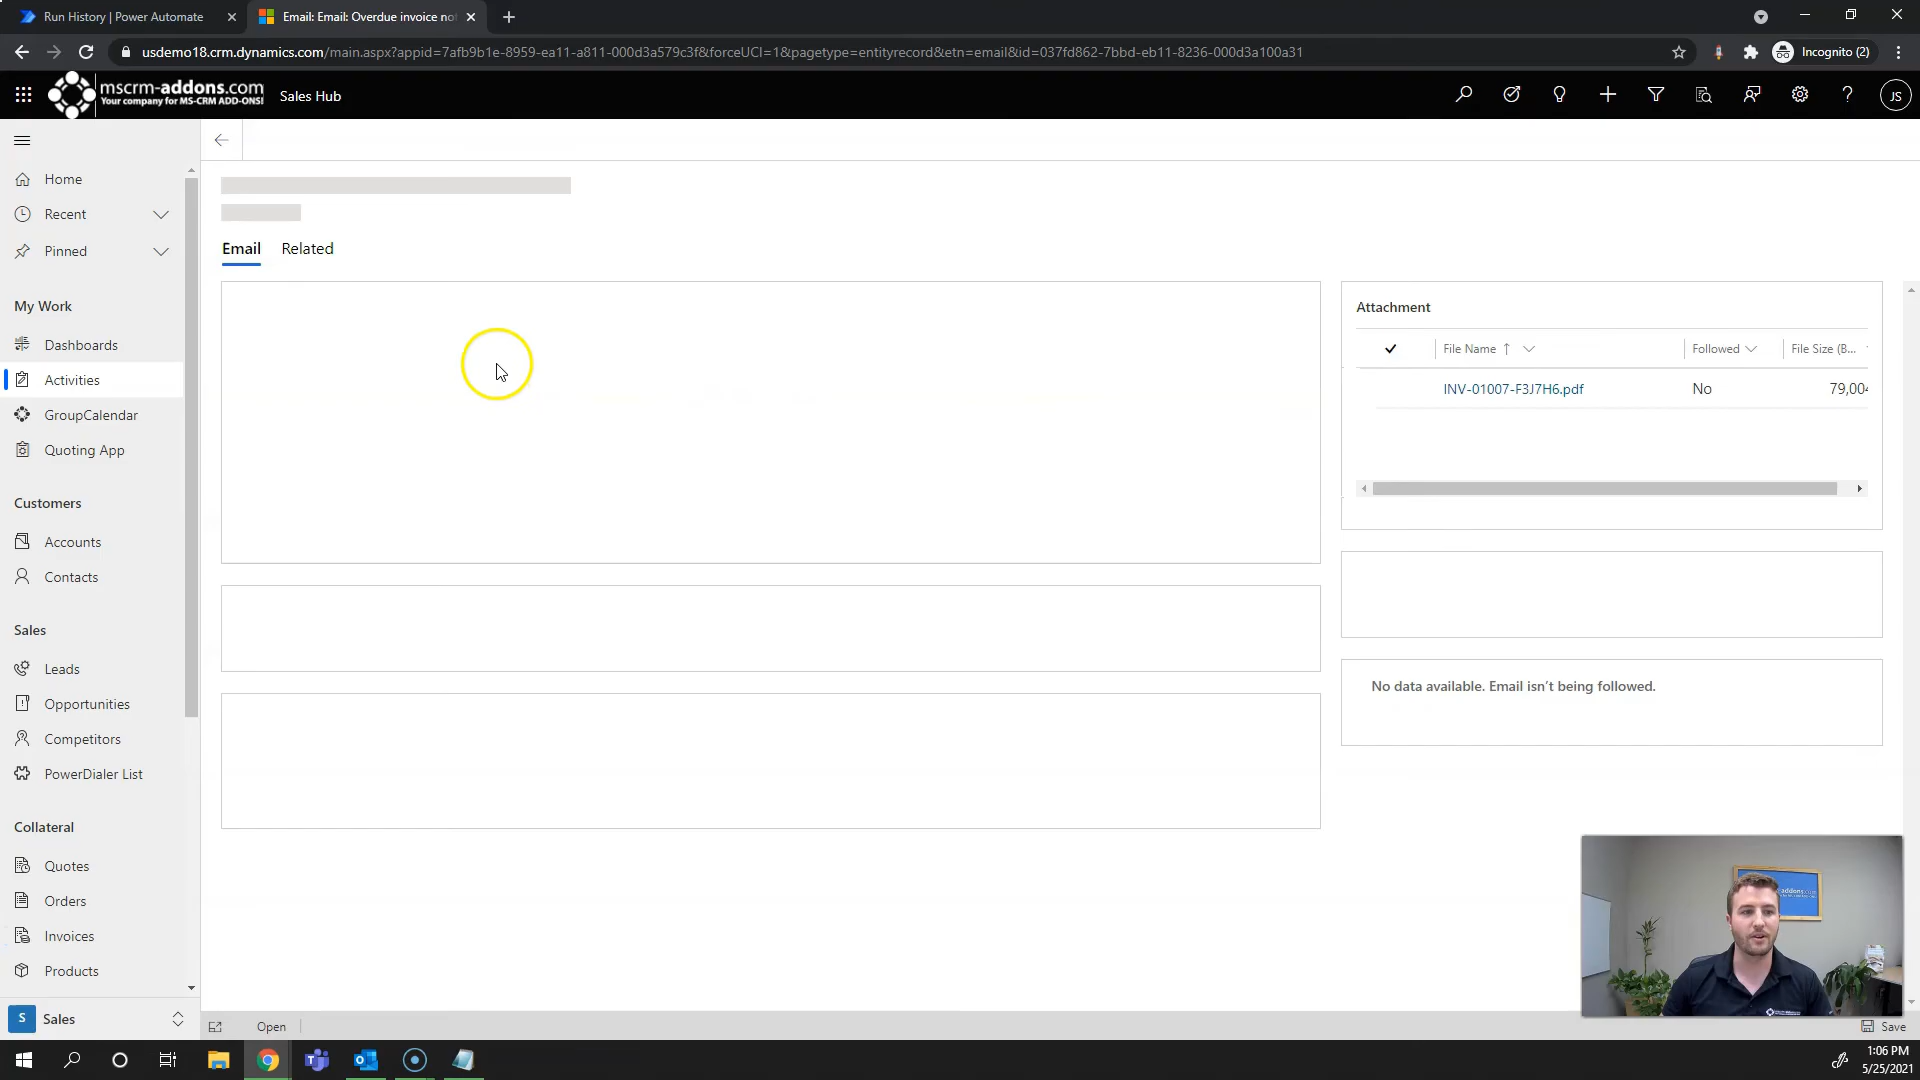 Run History | Power Automate
Email: Email: Overdue invoice not
usdemo18.crm.dynamics.com/main.aspx?appid=7afb9b1e-8959-ea11-a811-000d3a579c3f&forceUCI=1&pagetype=entityrecord&etn=email&id=037fd862-7bbd-eb11-8236-000d3a100a31
Incognito (2)
mscrm-addons.com
Your company for MS-CRM ADD-ONS!
Sales Hub
JS
Home
Recent
Pinned
My Work
Dashboards
Activities
GroupCalendar
Quoting App
Customers
Accounts
Contacts
Sales
Leads
Opportunities
Competitors
PowerDialer List
Collateral
Quotes
Orders
Invoices
Products
S Sales
Email Related
Attachment
File Name Followed File Size (B...
INV-01007-F3J7H6.pdf No 79,004
No data available. Email isn't being followed.
addons.com
Open
Save
1:06 PM
5/25/2021